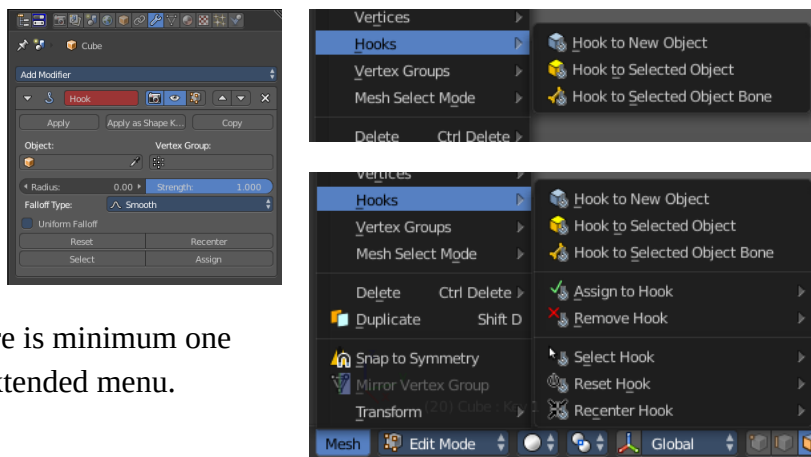 Cube
Add Modifier
Hook
Apply
Apply as Shape K...
Copy
Object:
Vertex Group:
Radius: 0.00
Strength: 1.000
Falloff Type:
Smooth
Uniform Falloff
Reset
Recenter
Select
Assign
re is minimum one
xtended menu.
Vertices
Hooks
Vertex Groups
Mesh Select Mode
Delete Ctrl Delete
Hook to New Object
Hook to Selected Object
Hook to Selected Object Bone
Vertices
Hooks
Vertex Groups
Mesh Select Mode
Delete Ctrl Delete
Duplicate Shift D
Snap to Symmetry
Mirror Vertex Group
Transform
(20) Cube : Key 1
Hook to New Object
Hook to Selected Object
Hook to Selected Object Bone
Assign to Hook
Remove Hook
Select Hook
Reset Hook
Recenter Hook
Mesh
Edit Mode
Global